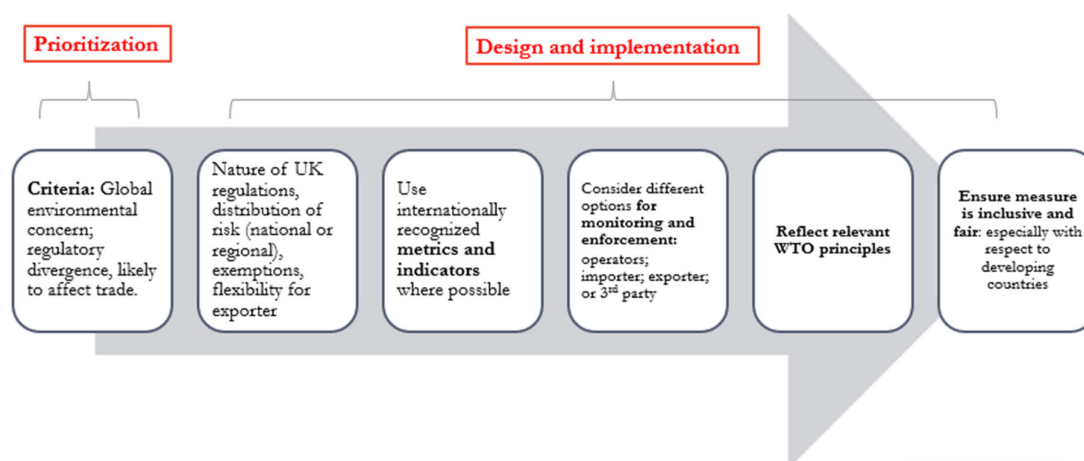 Prioritization
Design and implementation
Criteria: Global
environmental
concern;
regulatory
divergence, likely
to affect trade.
Nature of UK
regulations,
distribution of
risk (national or
regional),
exemptions,
flexibility for
exporter
Use
internationally
recognized
metrics and
indicators
where possible
Consider different
options for
monitoring and
enforcement:
operators;
importer; exporter;
or 3rd party
Reflect relevant
WTO principles
Ensure measure
is inclusive and
fair: especially with
respect to
developing
countries